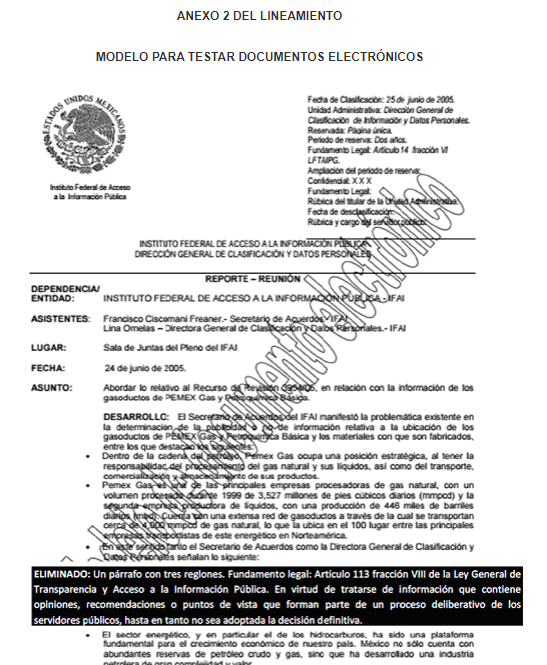 ANEXO 2 DEL LINEAMIENTO
MODELO PARA TESTAR DOCUMENTOS ELECTRÓNICOS
ESTADOS UNIDOS MEXICANOS
Instituto Federal de Acceso
a la Información Pública
Fecha de Clasificación: 25 de junio de 2005.
Unidad Administrativa: Dirección General de
Clasificación de Información y Datos Personales.
Reservada: Página única.
Periodo de reserva: Dos años.
Fundamento Legal: Artículo 14 fracción VI
LFTAIPG.
Ampliación del periodo de reserva:
Confidencial: X X X
Fundamento Legal:
Rúbrica del titular de la Unidad Administrativa:
Fecha de desclasificación:
Rúbrica y cargo del servidor público:
INSTITUTO FEDERAL DE ACCESO A LA INFORMACIÓN PÚBLICA
DIRECCIÓN GENERAL DE CLASIFICACIÓN Y DATOS PERSONALES
REPORTE – REUNIÓN
DEPENDENCIA/
ENTIDAD: INSTITUTO FEDERAL DE ACCESO A LA INFORMACIÓN PÚBLICA - IFAI
ASISTENTES: Francisco Ciscomani Freaner.- Secretario de Acuerdos - IFAI
Lina Ornelas – Directora General de Clasificación y Datos Personales.- IFAI
LUGAR: Sala de Juntas del Pleno del IFAI
FECHA: 24 de junio de 2005.
ASUNTO: Abordar lo relativo al Recurso de Revisión en relación con la información de los
gasoductos de PEMEX Gas y Petroquímica Básica.
DESARROLLO: El Secretario de Acuerdos del IFAI manifestó la problemática existente en
la determinación de la publicidad o no de información relativa a la ubicación de los
gasoductos de PEMEX Gas y Petroquímica Básica y los materiales con que son fabricados,
entre los que destacan los siguientes:
• Dentro de la cadena del petróleo, Pemex Gas ocupa una posición estratégica, al tener la
responsabilidad del procesamiento del gas natural y sus líquidos, así como del transporte,
comercialización y almacenamiento de sus productos.
• Pemex Gas es una de las principales empresas procesadoras de gas natural, con un
volumen procesado durante 1999 de 3,527 millones de pies cúbicos diarios (mmpcd) y la
segunda empresa productora de líquidos, con una producción de 446 miles de barriles
diarios (mbd). Cuenta con una extensa red de gasoductos a través de la cual se transportan
cerca de 4,000 mmpcd de gas natural, lo que la ubica en el 100 lugar entre las principales
empresas transportistas de este energético en Norteamérica.
• En este sentido tanto el Secretario de Acuerdos como la Directora General de Clasificación y
Datos Personales señalan lo siguiente:
ELIMINADO: Un párrafo con tres reglones. Fundamento legal: Artículo 113 fracción VIII de la Ley General de
Transparencia y Acceso a la Información Pública. En virtud de tratarse de información que contiene
opiniones, recomendaciones o puntos de vista que forman parte de un proceso deliberativo de los
servidores públicos, hasta en tanto no sea adoptada la decisión definitiva.
• El sector energético, y en particular el de los hidrocarburos, ha sido una plataforma
fundamental para el crecimiento económico de nuestro país. México no sólo cuenta con
abundantes reservas de petróleo crudo y gas, sino que ha desarrollado una industria
petrolera de gran complejidad y valor.
documento electrónico